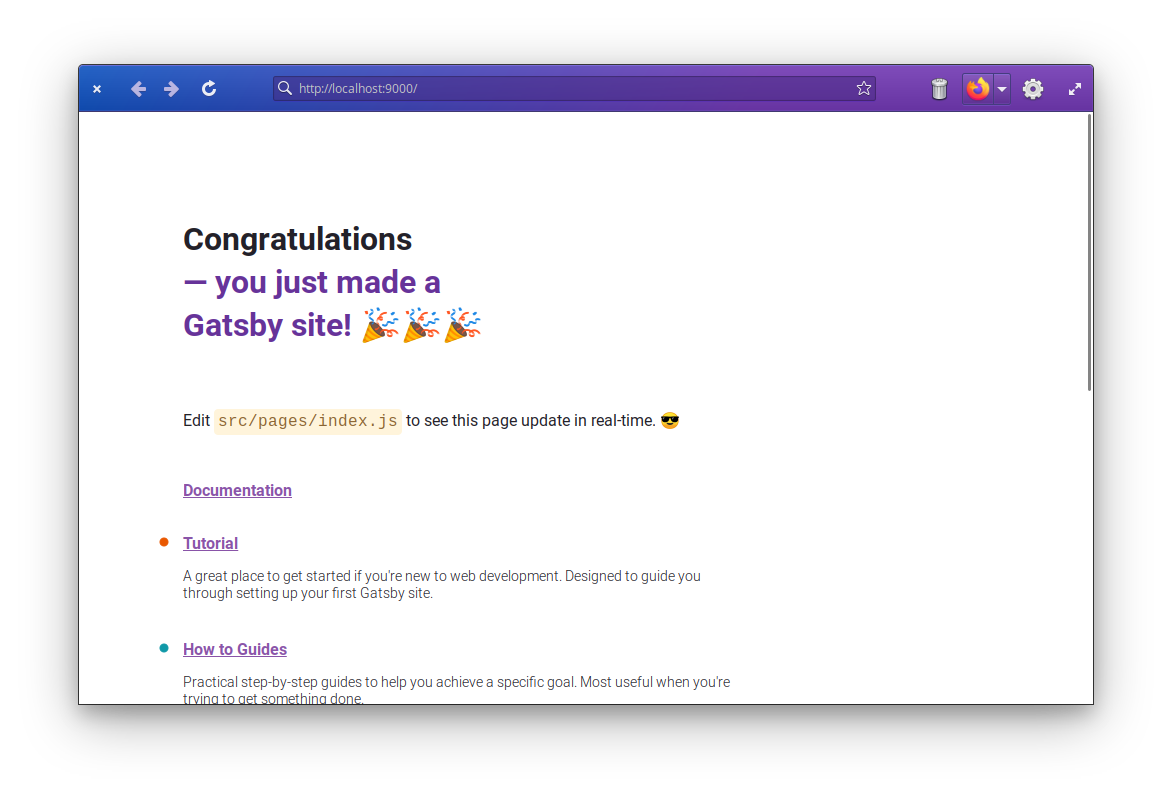 http://localhost:9000/
Congratulations
— you just made a
Gatsby site! 🎉🎉🎉
Edit src/pages/index.js to see this page update in real-time. 😎
Documentation
Tutorial
A great place to get started if you're new to web development. Designed to guide you
through setting up your first Gatsby site.
How to Guides
Practical step-by-step guides to help you achieve a specific goal. Most useful when you're
trying to get something done.